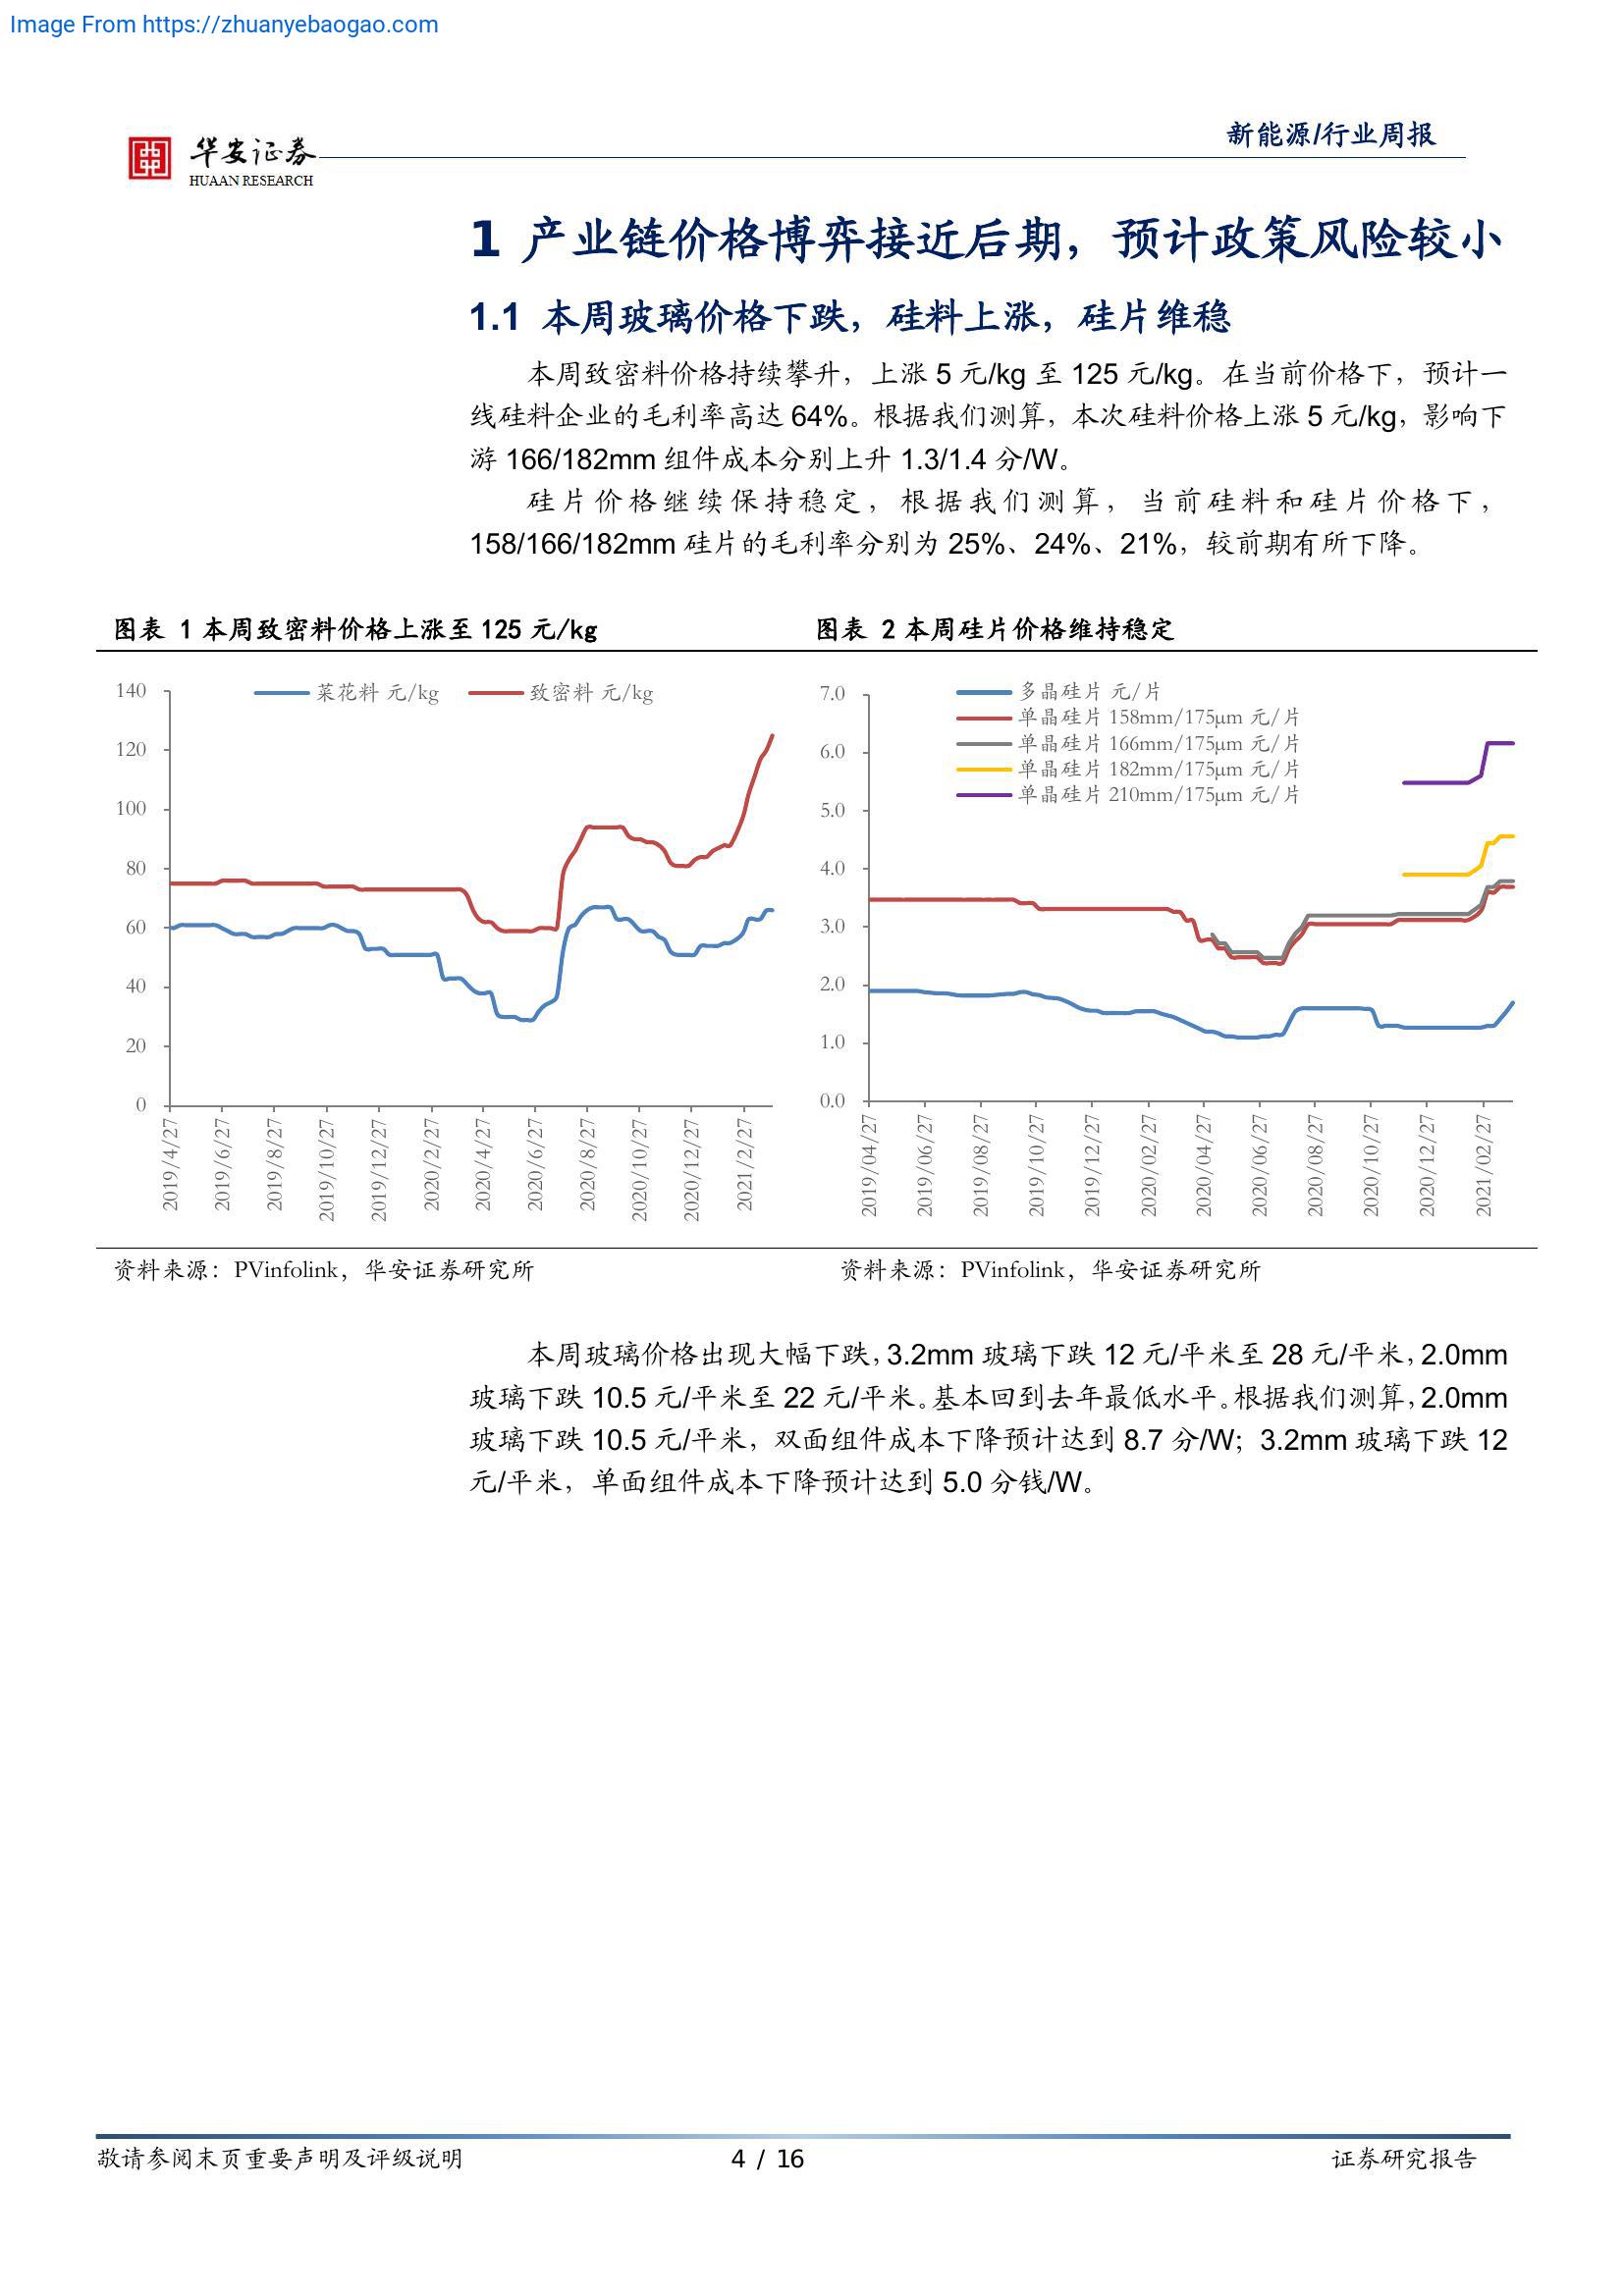 Image From https://zhuanyebaogao.com
华安证券
HUAAN RESEARCH
新能源/行业周报
1 产业链价格博弈接近后期，预计政策风险较小
1.1 本周玻璃价格下跌，硅料上涨，硅片维稳
本周致密料价格持续攀升，上涨 5 元/kg 至 125 元/kg。在当前价格下，预计一
线硅料企业的毛利率高达 64%。根据我们测算，本次硅料价格上涨 5 元/kg，影响下
游 166/182mm 组件成本分别上升 1.3/1.4 分/W。
硅片价格继续保持稳定，根据我们测算，当前硅料和硅片价格下，
158/166/182mm 硅片的毛利率分别为 25%、24%、21%，较前期有所下降。
图表 1 本周致密料价格上涨至 125 元/kg
菜花料 元/kg
致密料 元/kg
140
120
100
80
60
40
20
0
2019/4/27
2019/6/27
2019/8/27
2019/10/27
2019/12/27
2020/2/27
2020/4/27
2020/6/27
2020/8/27
2020/10/27
2020/12/27
2021/2/27
资料来源：PVinfolink，华安证券研究所
图表 2 本周硅片价格维持稳定
多晶硅片 元/片
单晶硅片 158mm/175μm 元/片
单晶硅片 166mm/175μm 元/片
单晶硅片 182mm/175μm 元/片
单晶硅片 210mm/175μm 元/片
7.0
6.0
5.0
4.0
3.0
2.0
1.0
0.0
2019/04/27
2019/06/27
2019/08/27
2019/10/27
2019/12/27
2020/02/27
2020/04/27
2020/06/27
2020/08/27
2020/10/27
2020/12/27
2021/02/27
资料来源：PVinfolink，华安证券研究所
本周玻璃价格出现大幅下跌，3.2mm 玻璃下跌 12 元/平米至 28 元/平米，2.0mm
玻璃下跌 10.5 元/平米至 22 元/平米。基本回到去年最低水平。根据我们测算，2.0mm
玻璃下跌 10.5 元/平米，双面组件成本下降预计达到 8.7 分/W；3.2mm 玻璃下跌 12
元/平米，单面组件成本下降预计达到 5.0 分钱/W。
敬请参阅末页重要声明及评级说明
4 / 16
证券研究报告